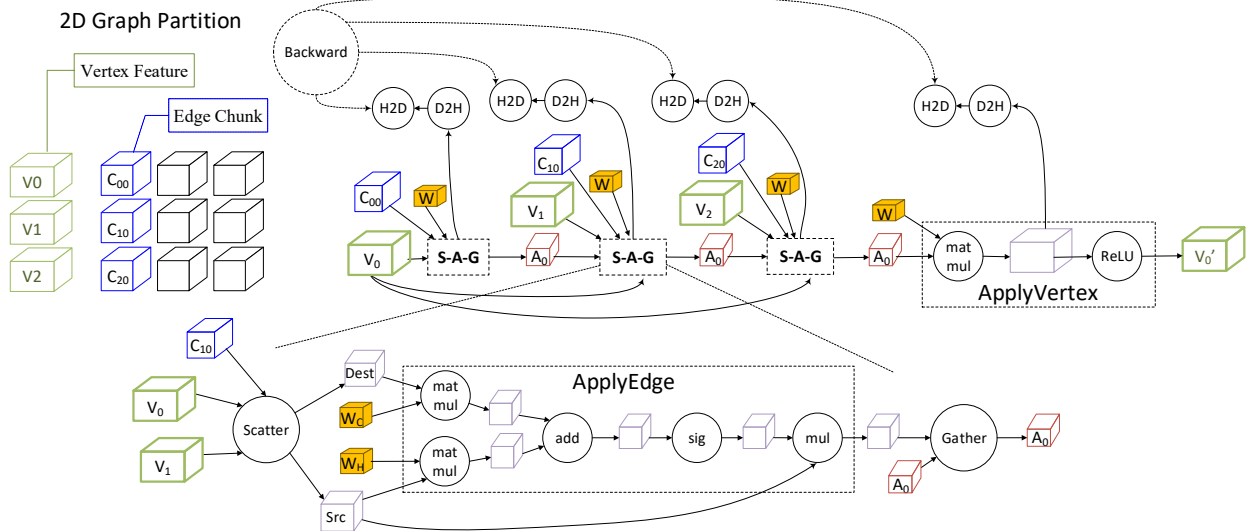 2D Graph Partition
Vertex Feature
Edge Chunk
V0
V1
V2
C00
C10
C20
Backward
H2D
D2H
H2D
D2H
H2D
D2H
H2D
D2H
C00
W
V0
S-A-G
A0
C10
W
V1
S-A-G
A0
C20
W
V2
S-A-G
A0
W
mat
mul
ReLU
V0’
ApplyVertex
C10
V0
V1
Scatter
Dest
WC
WH
Src
ApplyEdge
mat
mul
mat
mul
add
sig
mul
Gather
A0
A0